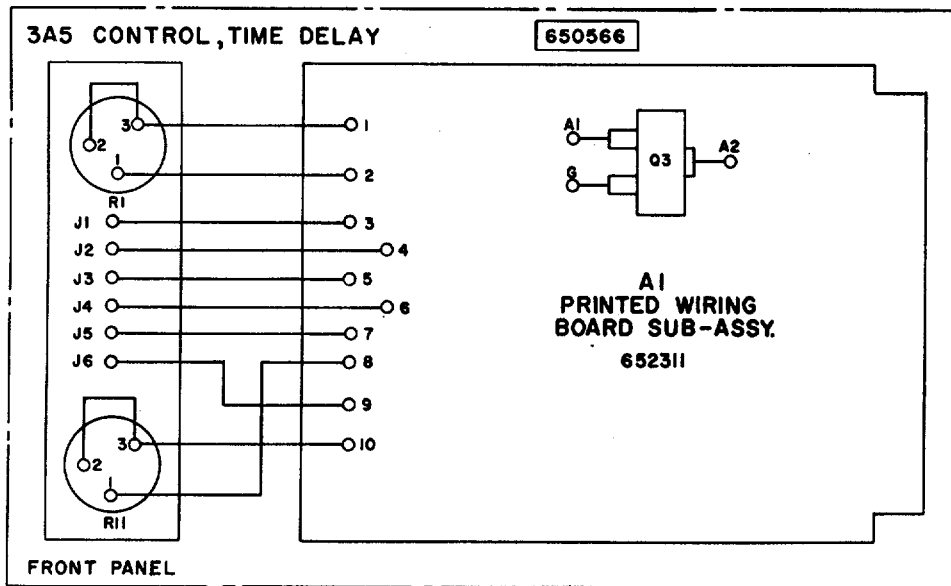 3A5 CONTROL, TIME DELAY
650566
3
2
1
R1
J1
J2
J3
J4
J5
J6
3
2
1
R11
1
2
3
4
5
6
7
8
9
10
A1
G
Q3
A2
A1
PRINTED WIRING
BOARD SUB-ASSY.
652311
FRONT PANEL